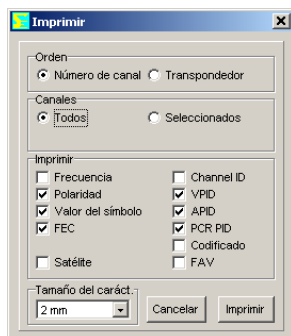 Imprimir
Orden
Número de canal Transpondedor
Canales
Todos Seleccionados
Imprimir
Frecuencia Channel ID
Polaridad VPID
Valor del símbolo APID
FEC PCR PID
Codificado
Satélite FAV
Tamaño del caráct.
2 mm Cancelar Imprimir